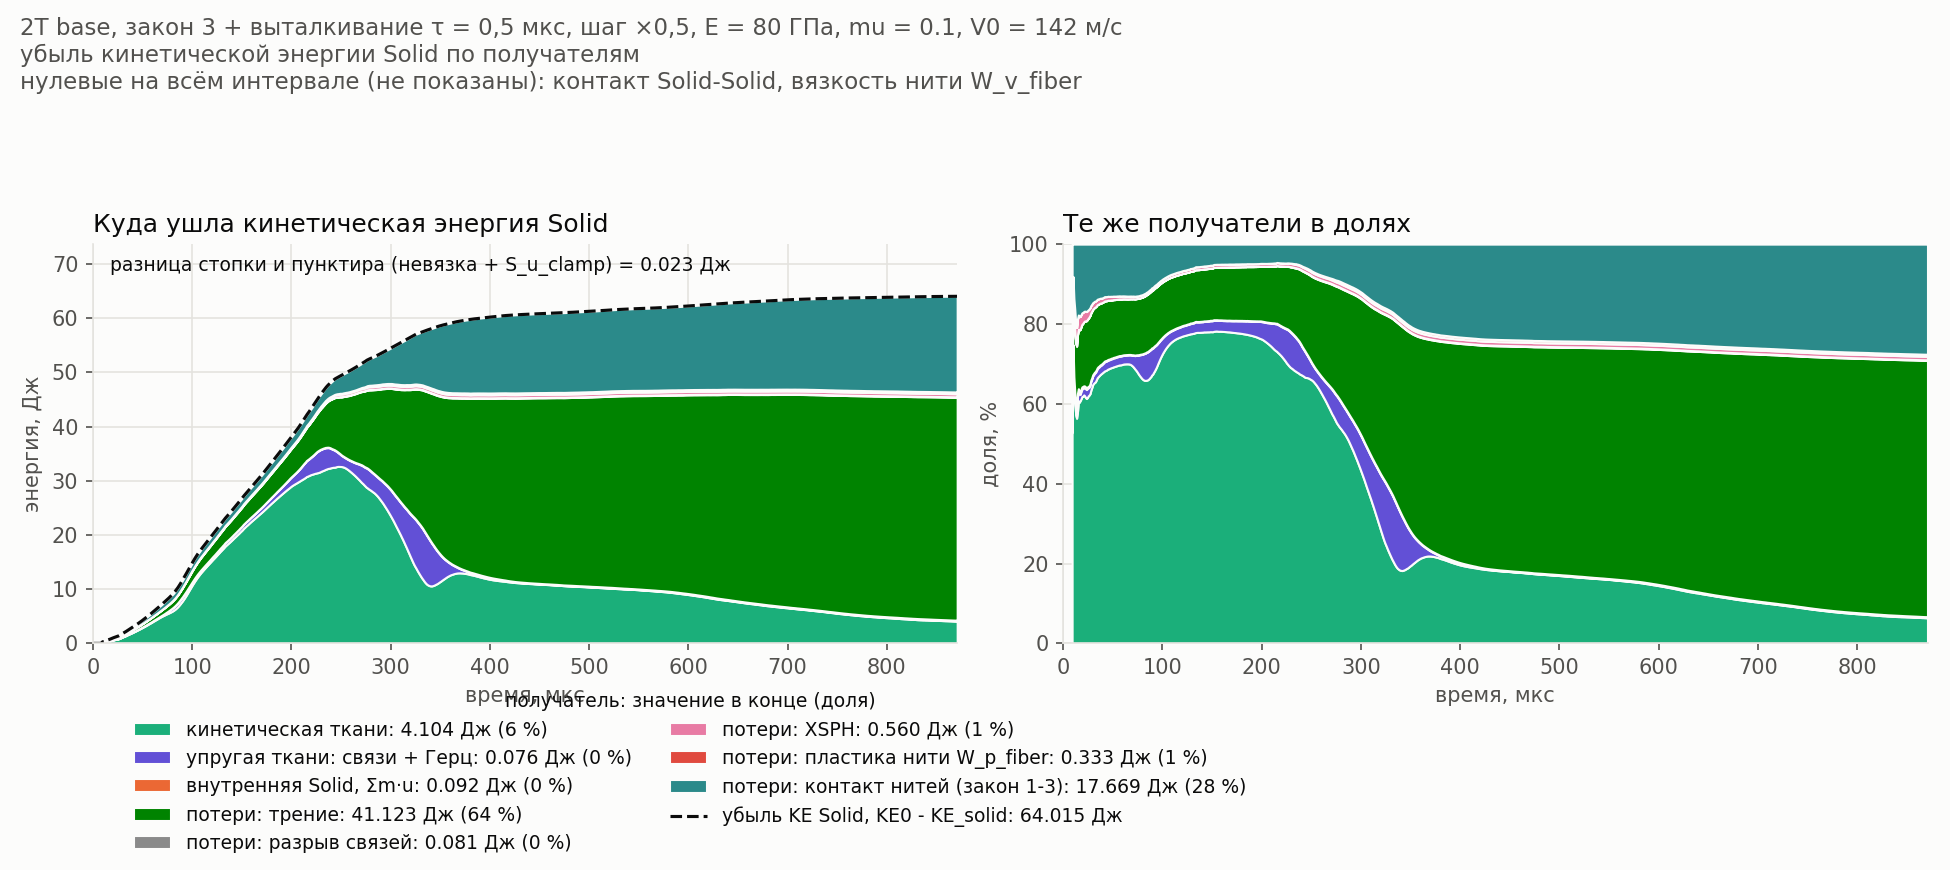 2T base, закон 3 + выталкивание τ = 0,5 мкс, шаг ×0,5, E = 80 ГПа, mu = 0.1, V0 = 142 м/с
убыль кинетической энергии Solid по получателям
нулевые на всём интервале (не показаны): контакт Solid-Solid, вязкость нити W_v_fiber
Куда ушла кинетическая энергия Solid
разница стопки и пунктира (невязка + S_u_clamp) = 0.023 Дж
энергия, Дж
70
60
50
40
30
20
10
0
0 100 200 300 400 500 600 700 800
время, мкс
Те же получатели в долях
доля, %
100
80
60
40
20
0
0 100 200 300 400 500 600 700 800
время, мкс
получатель: значение в конце (доля)
кинетическая ткани: 4.104 Дж (6 %)
упругая ткани: связи + Герц: 0.076 Дж (0 %)
внутренняя Solid, Σm·u: 0.092 Дж (0 %)
потери: трение: 41.123 Дж (64 %)
потери: разрыв связей: 0.081 Дж (0 %)
потери: XSPH: 0.560 Дж (1 %)
потери: пластика нити W_p_fiber: 0.333 Дж (1 %)
потери: контакт нитей (закон 1-3): 17.669 Дж (28 %)
убыль KE Solid, KE0 - KE_solid: 64.015 Дж